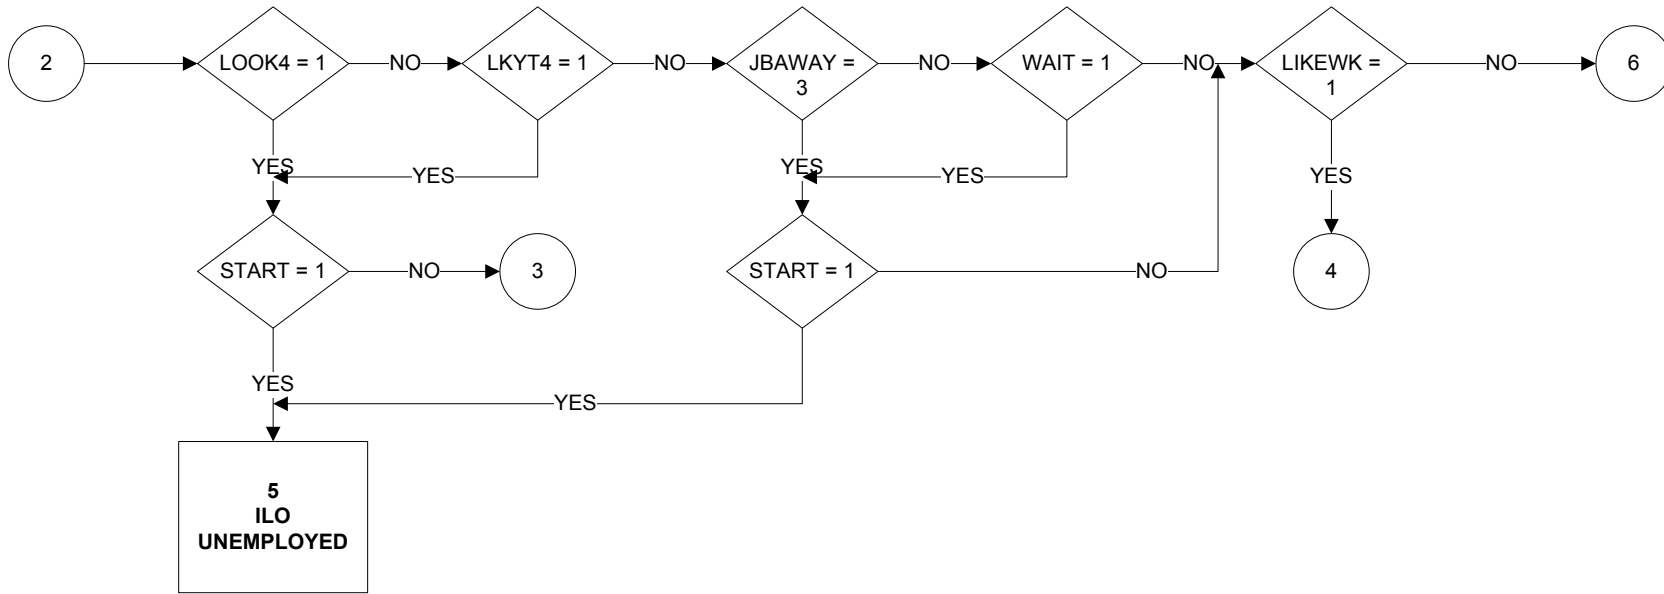 2
LOOK4 = 1
NO
LKYT4 = 1
NO
JBAWAY =
3
NO
WAIT = 1
NO
LIKEWK =
1
NO
6
YES
YES
YES
YES
YES
START = 1
NO
3
START = 1
NO
4
YES
YES
5
ILO
UNEMPLOYED